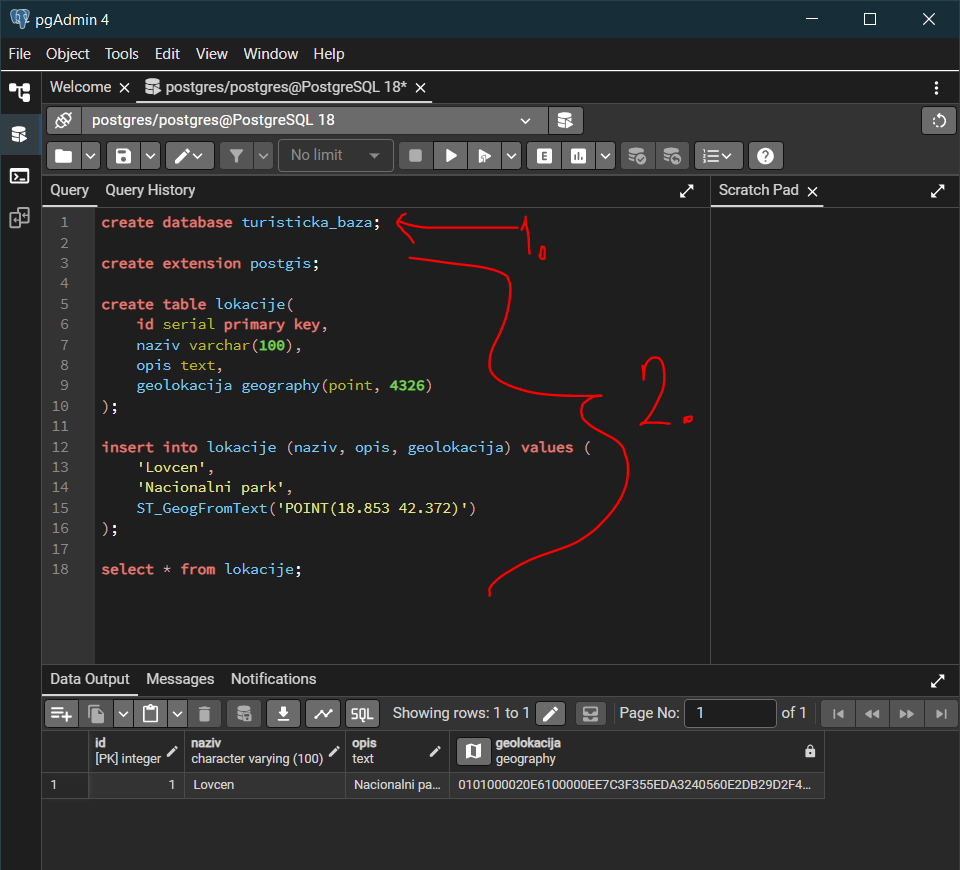 pgAdmin 4
File Object Tools Edit View Window Help
Welcome postgres/postgres@PostgreSQL 18*
postgres/postgres@PostgreSQL 18
No limit
E
Query Query History Scratch Pad
1 create database turisticka_baza;
1.
2
3 create extension postgis;
4
5 create table lokacije(
6 id serial primary key,
7 naziv varchar(100),
8 opis text,
9 geolokacija geography(point, 4326)
2.
10 );
11
12 insert into lokacije (naziv, opis, geolokacija) values (
13 'Lovcen',
14 'Nacionalni park',
15 ST_GeogFromText('POINT(18.853 42.372)')
16 );
17
18 select * from lokacije;
Data Output Messages Notifications
SQL Showing rows: 1 to 1 Page No: 1 of 1
id naziv opis geolokacija
[PK] integer character varying (100) text geography
1 1 Lovcen Nacionalni pa... 0101000020E6100000EE7C3F355EDA3240560E2DB29D2F4...